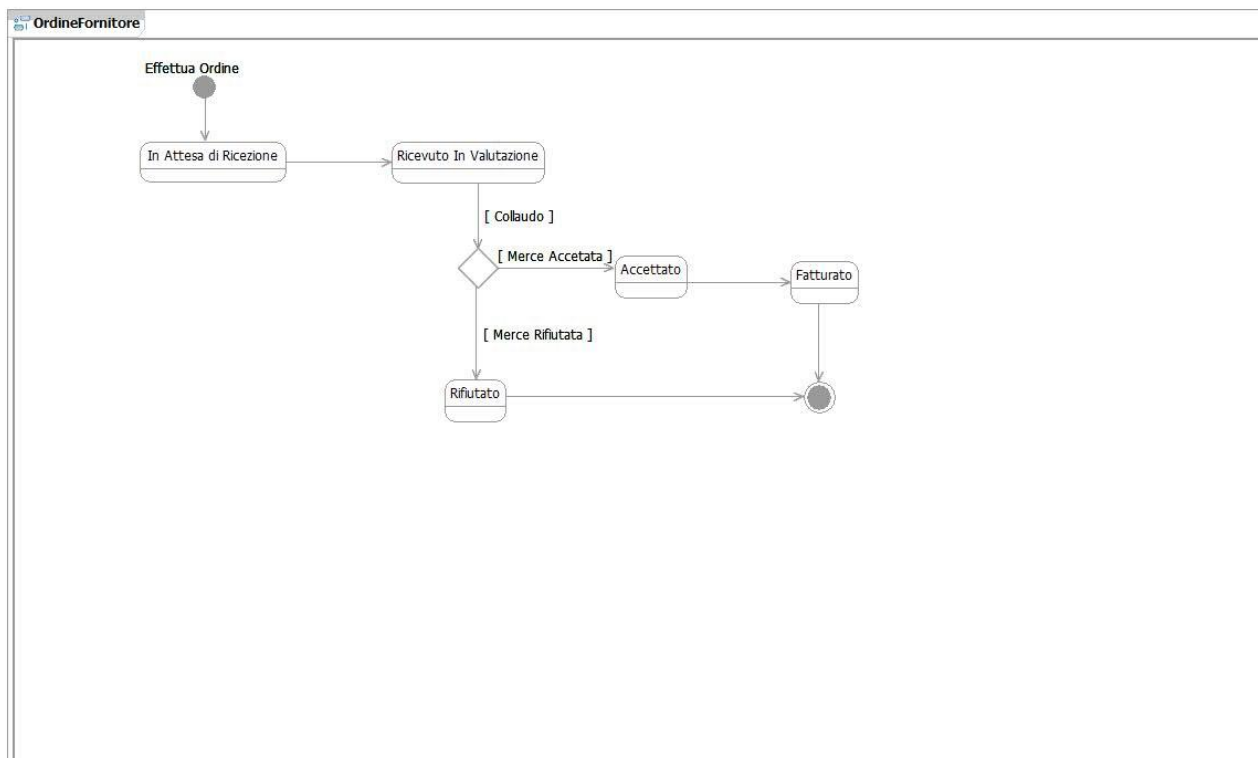 OrdineFornitore
Effettua Ordine
In Attesa di Ricezione
Ricevuto In Valutazione
[ Collaudo ]
[ Merce Accetata ]
Accettato
Fatturato
[ Merce Rifiutata ]
Rifiutato